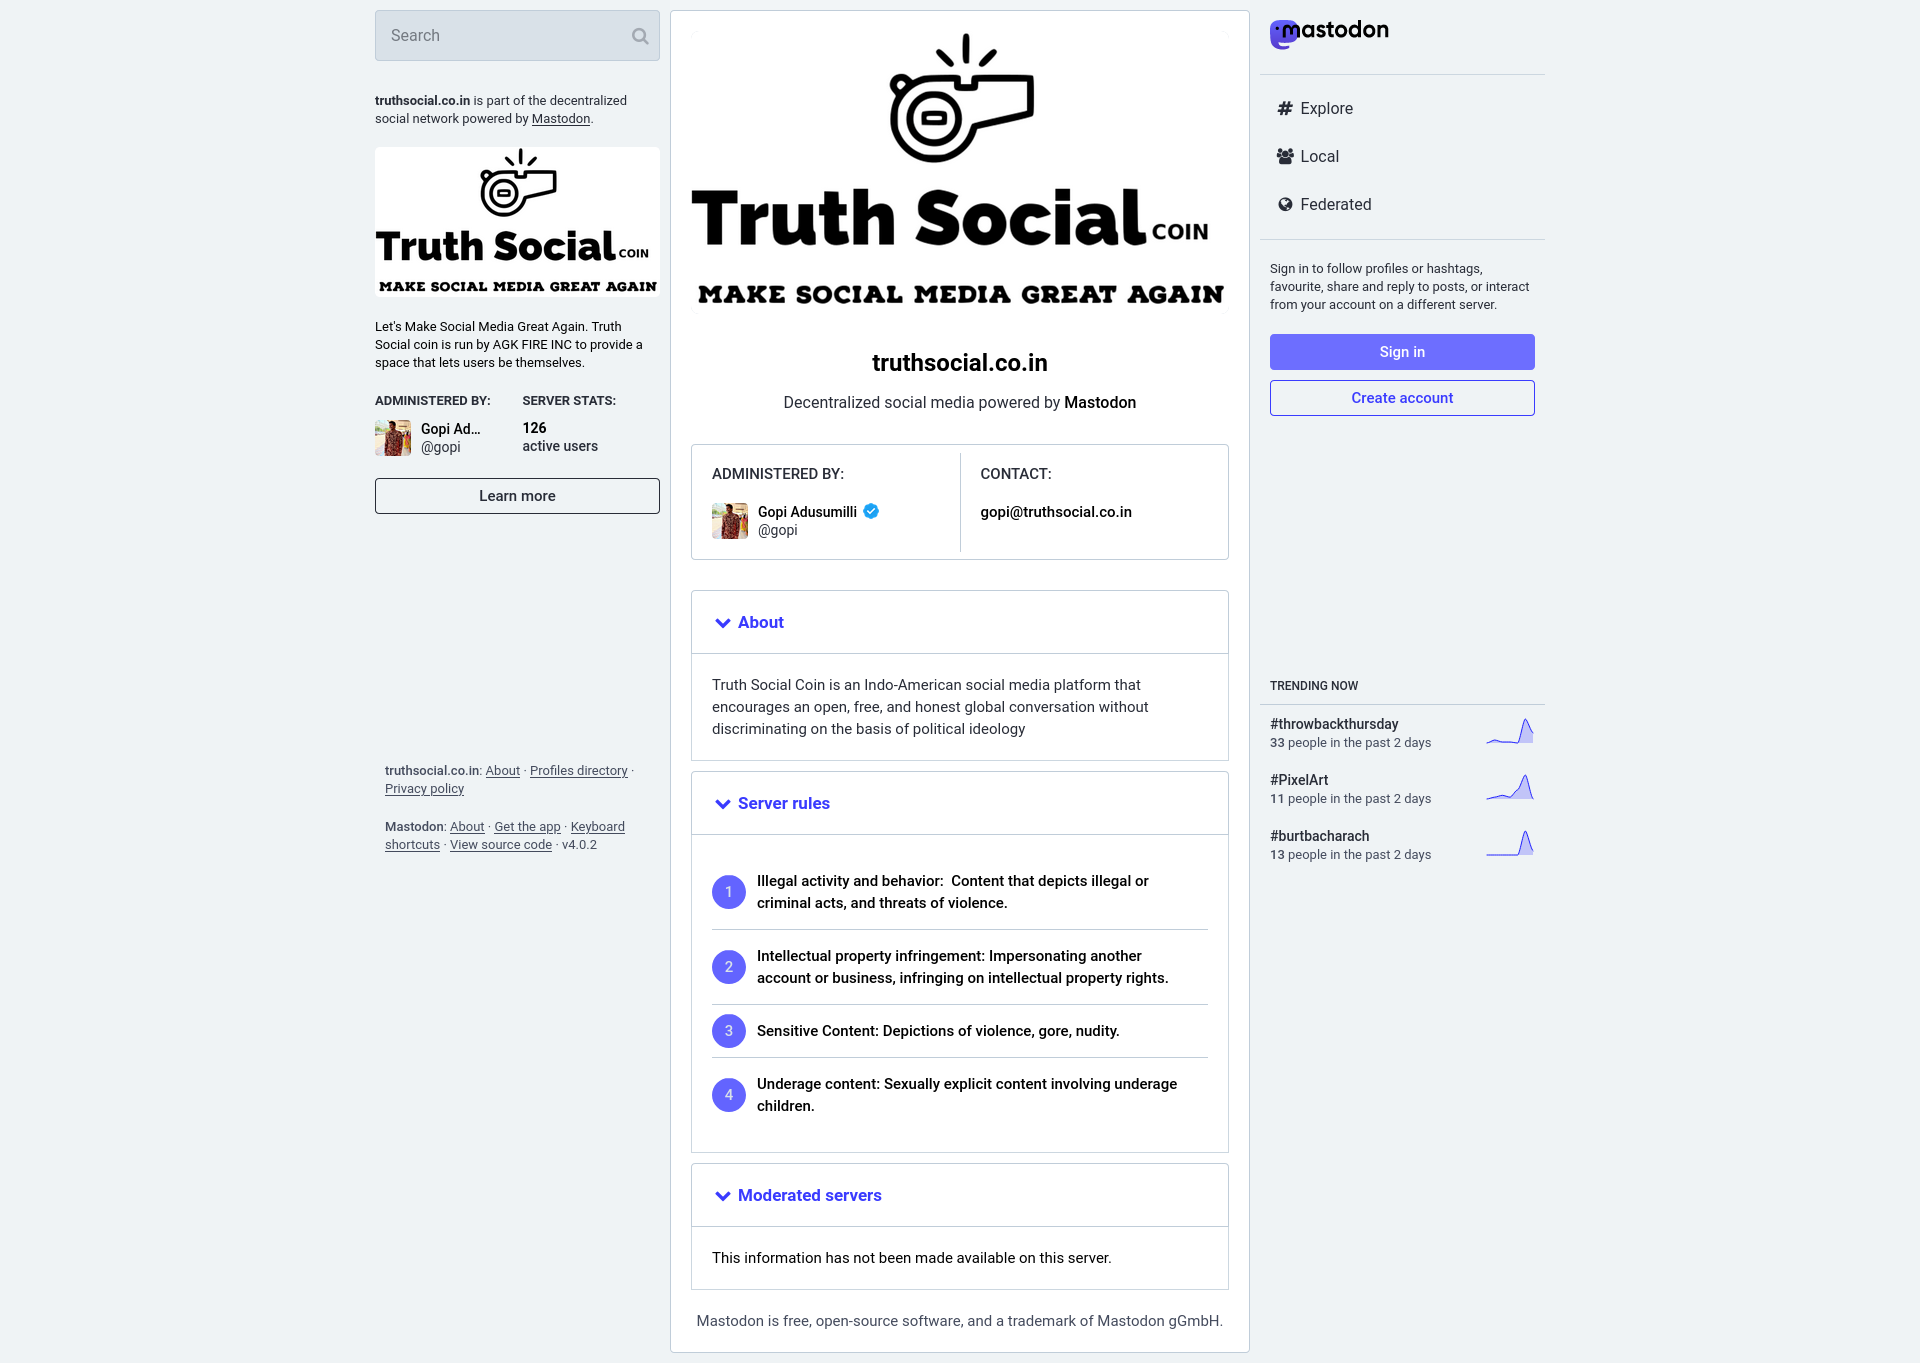 Search
truthsocial.co.in is part of the decentralized
social network powered by Mastodon.
Truth Social COIN
MAKE SOCIAL MEDIA GREAT AGAIN
Let's Make Social Media Great Again. Truth
Social coin is run by AGK FIRE INC to provide a
space that lets users be themselves.
ADMINISTERED BY:
Gopi Ad...
@gopi
SERVER STATS:
126
active users
Learn more
truthsocial.co.in: About · Profiles directory ·
Privacy policy
Mastodon: About · Get the app · Keyboard
shortcuts · View source code · v4.0.2
Truth Social COIN
MAKE SOCIAL MEDIA GREAT AGAIN
truthsocial.co.in
Decentralized social media powered by Mastodon
ADMINISTERED BY:
Gopi Adusumilli
@gopi
CONTACT:
gopi@truthsocial.co.in
About
Truth Social Coin is an Indo-American social media platform that
encourages an open, free, and honest global conversation without
discriminating on the basis of political ideology
Server rules
1 Illegal activity and behavior:  Content that depicts illegal or
criminal acts, and threats of violence.
2 Intellectual property infringement: Impersonating another
account or business, infringing on intellectual property rights.
3 Sensitive Content: Depictions of violence, gore, nudity.
4 Underage content: Sexually explicit content involving underage
children.
Moderated servers
This information has not been made available on this server.
Mastodon is free, open-source software, and a trademark of Mastodon gGmbH.
mastodon
# Explore
Local
Federated
Sign in to follow profiles or hashtags,
favourite, share and reply to posts, or interact
from your account on a different server.
Sign in
Create account
TRENDING NOW
#throwbackthursday
33 people in the past 2 days
#PixelArt
11 people in the past 2 days
#burtbacharach
13 people in the past 2 days